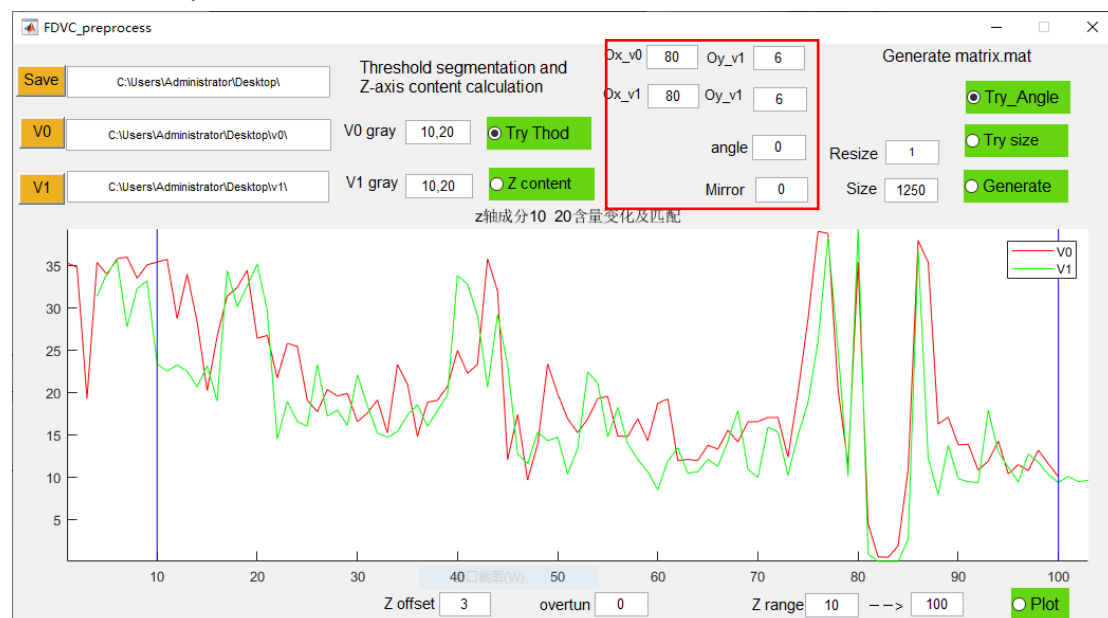 FDVC_preprocess
Save C:\Users\Administrator\Desktop\
V0 C:\Users\Administrator\Desktop\v0\
V1 C:\Users\Administrator\Desktop\v1\
Threshold segmentation and
Z-axis content calculation
V0 gray 10,20 Try Thod
V1 gray 10,20 Z content
Ox_v0 80 Oy_v1 6
Ox_v1 80 Oy_v1 6
angle 0
Mirror 0
Generate matrix.mat
Try_Angle
Resize 1 Try size
Size 1250 Generate
z轴成分10 20含量变化及匹配
V0
V1
35
30
25
20
15
10
5
10 20 30 40 50 60 70 80 90 100
口截图(W)
Z offset 3 overtun 0 Z range 10 --> 100 Plot